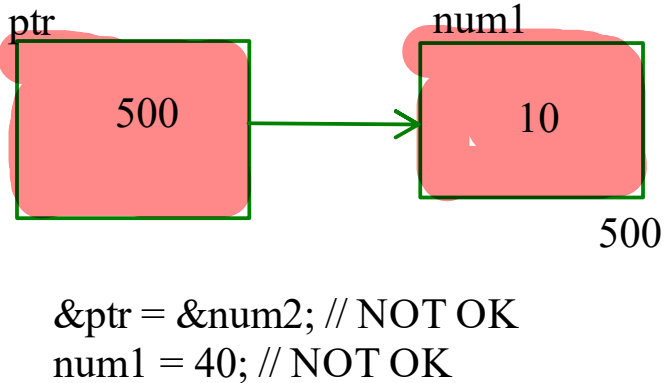 ptr
num1
500
10
500
&ptr = &num2; // NOT OK
num1 = 40; // NOT OK